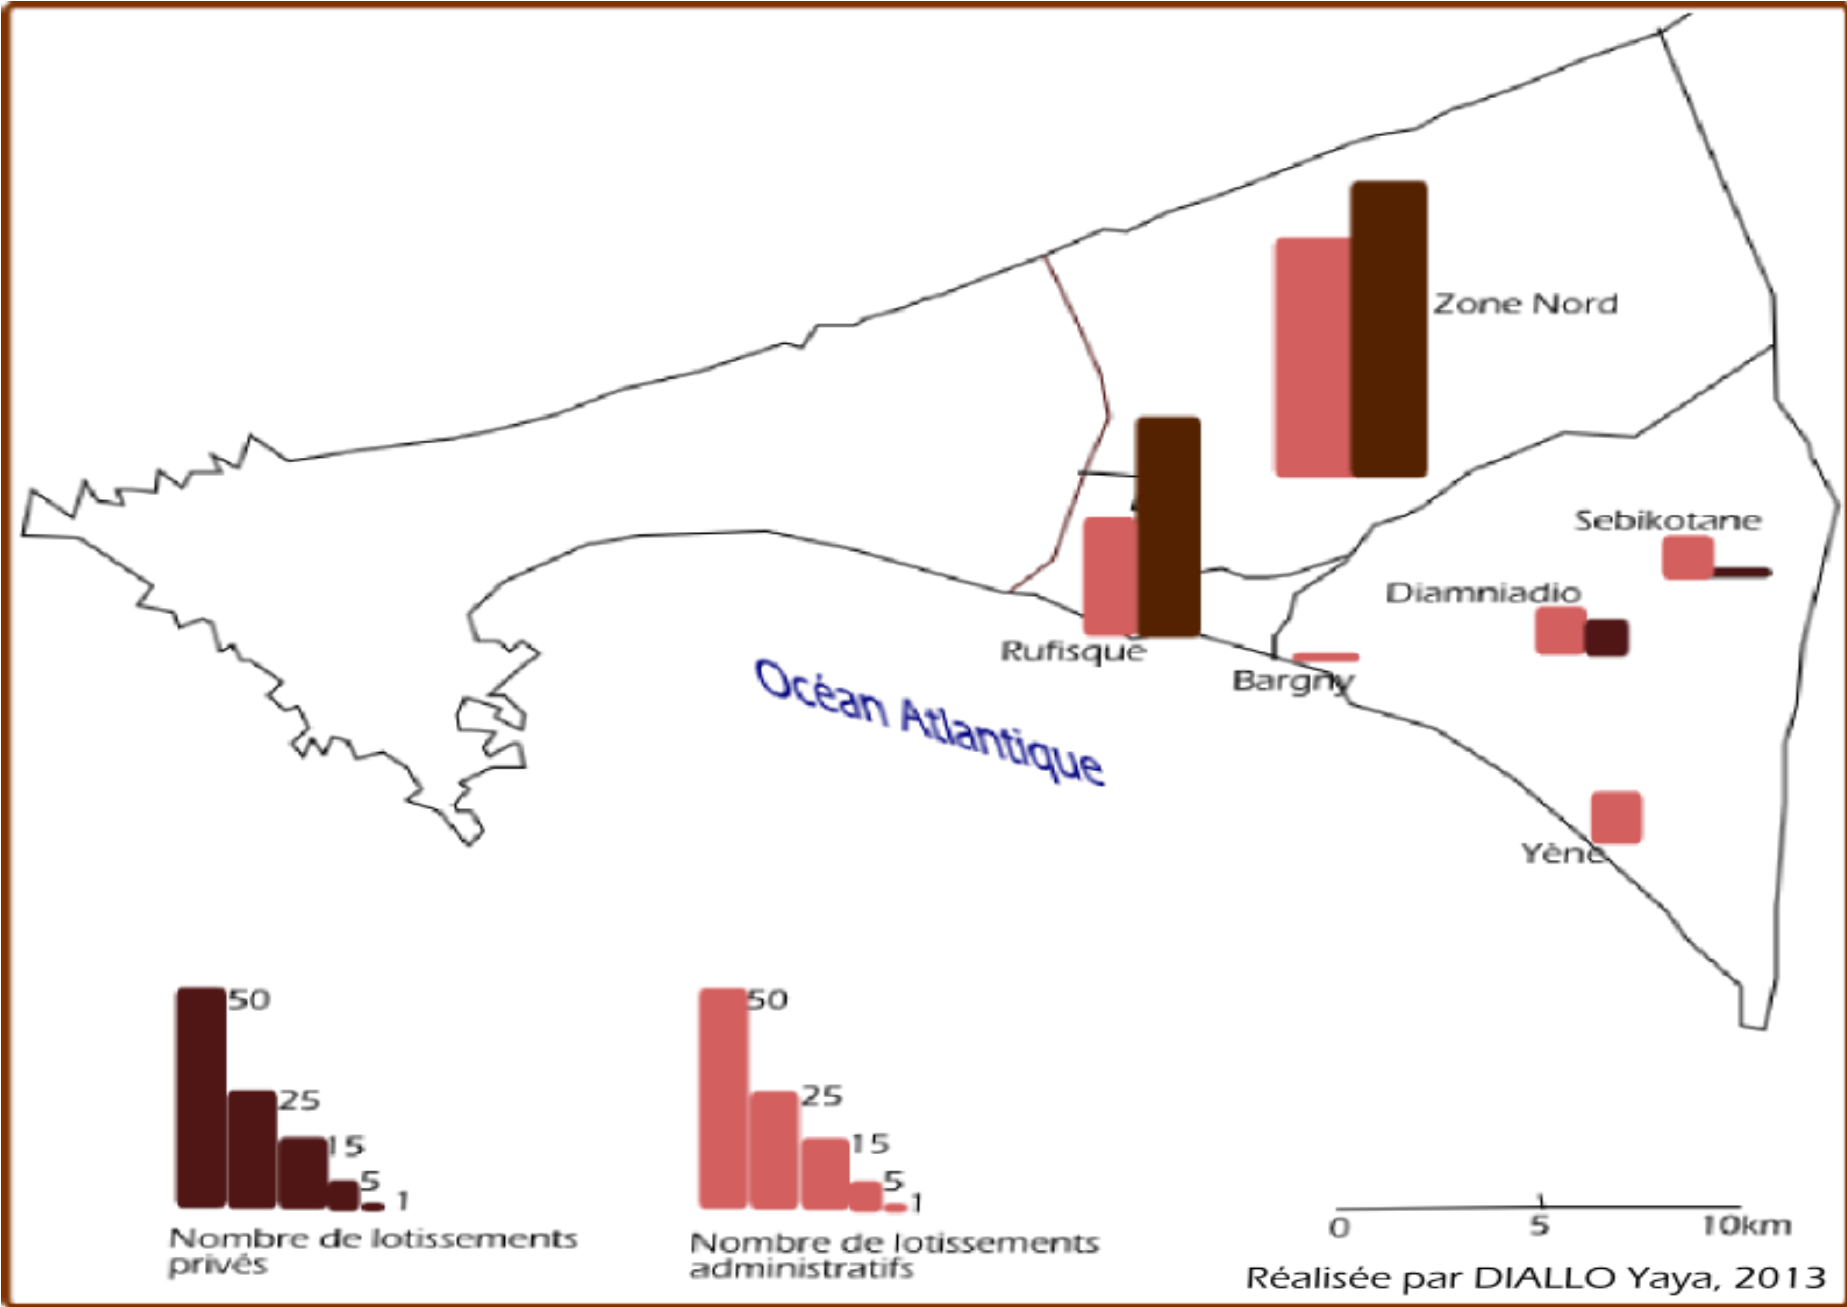 Zone Nord
Sebikotane
Diamniadio
Rufisque
Bargny
Océan Atlantique
Yène
50
25
15
5
1
Nombre de lotissements
privés
50
25
15
5
1
Nombre de lotissements
administratifs
0 5 10km
Réalisée par DIALLO Yaya, 2013